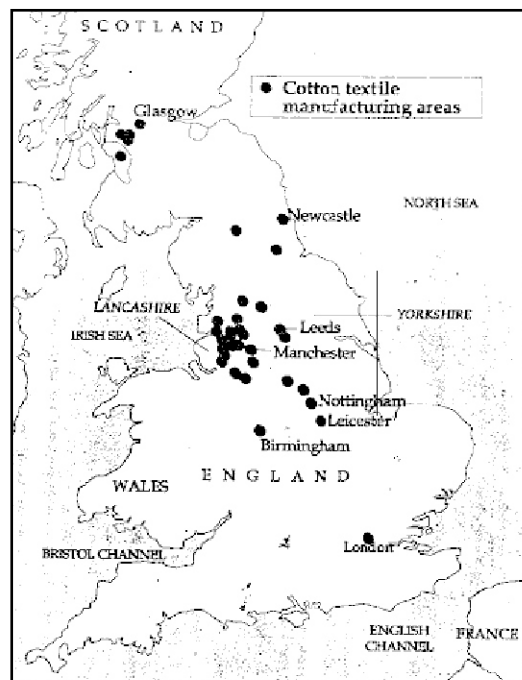 SCOTLAND
Cotton textile
manufacturing areas
Glasgow
Newcastle
NORTH SEA
LANCASHIRE
YORKSHIRE
IRISH SEA
Leeds
Manchester
Nottingham
Leicester
Birmingham
ENGLAND
WALES
London
BRISTOL CHANNEL
ENGLISH
CHANNEL
FRANCE